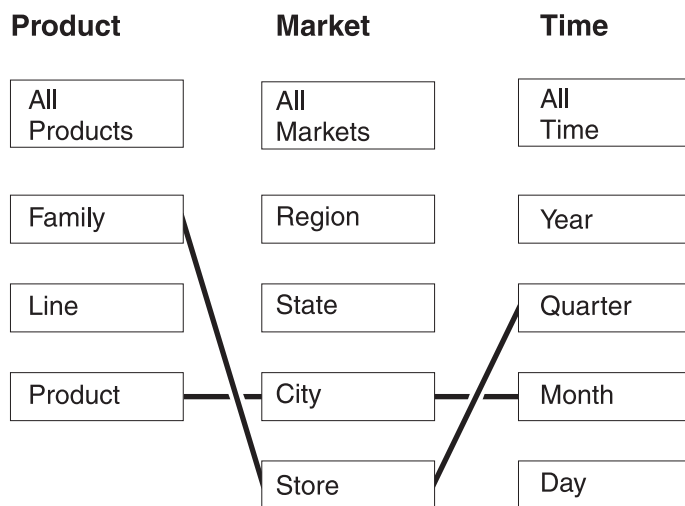 Product Market Time
All
Products
All
Markets
All
Time
Family Region Year
Line State Quarter
Product City Month
Store Day